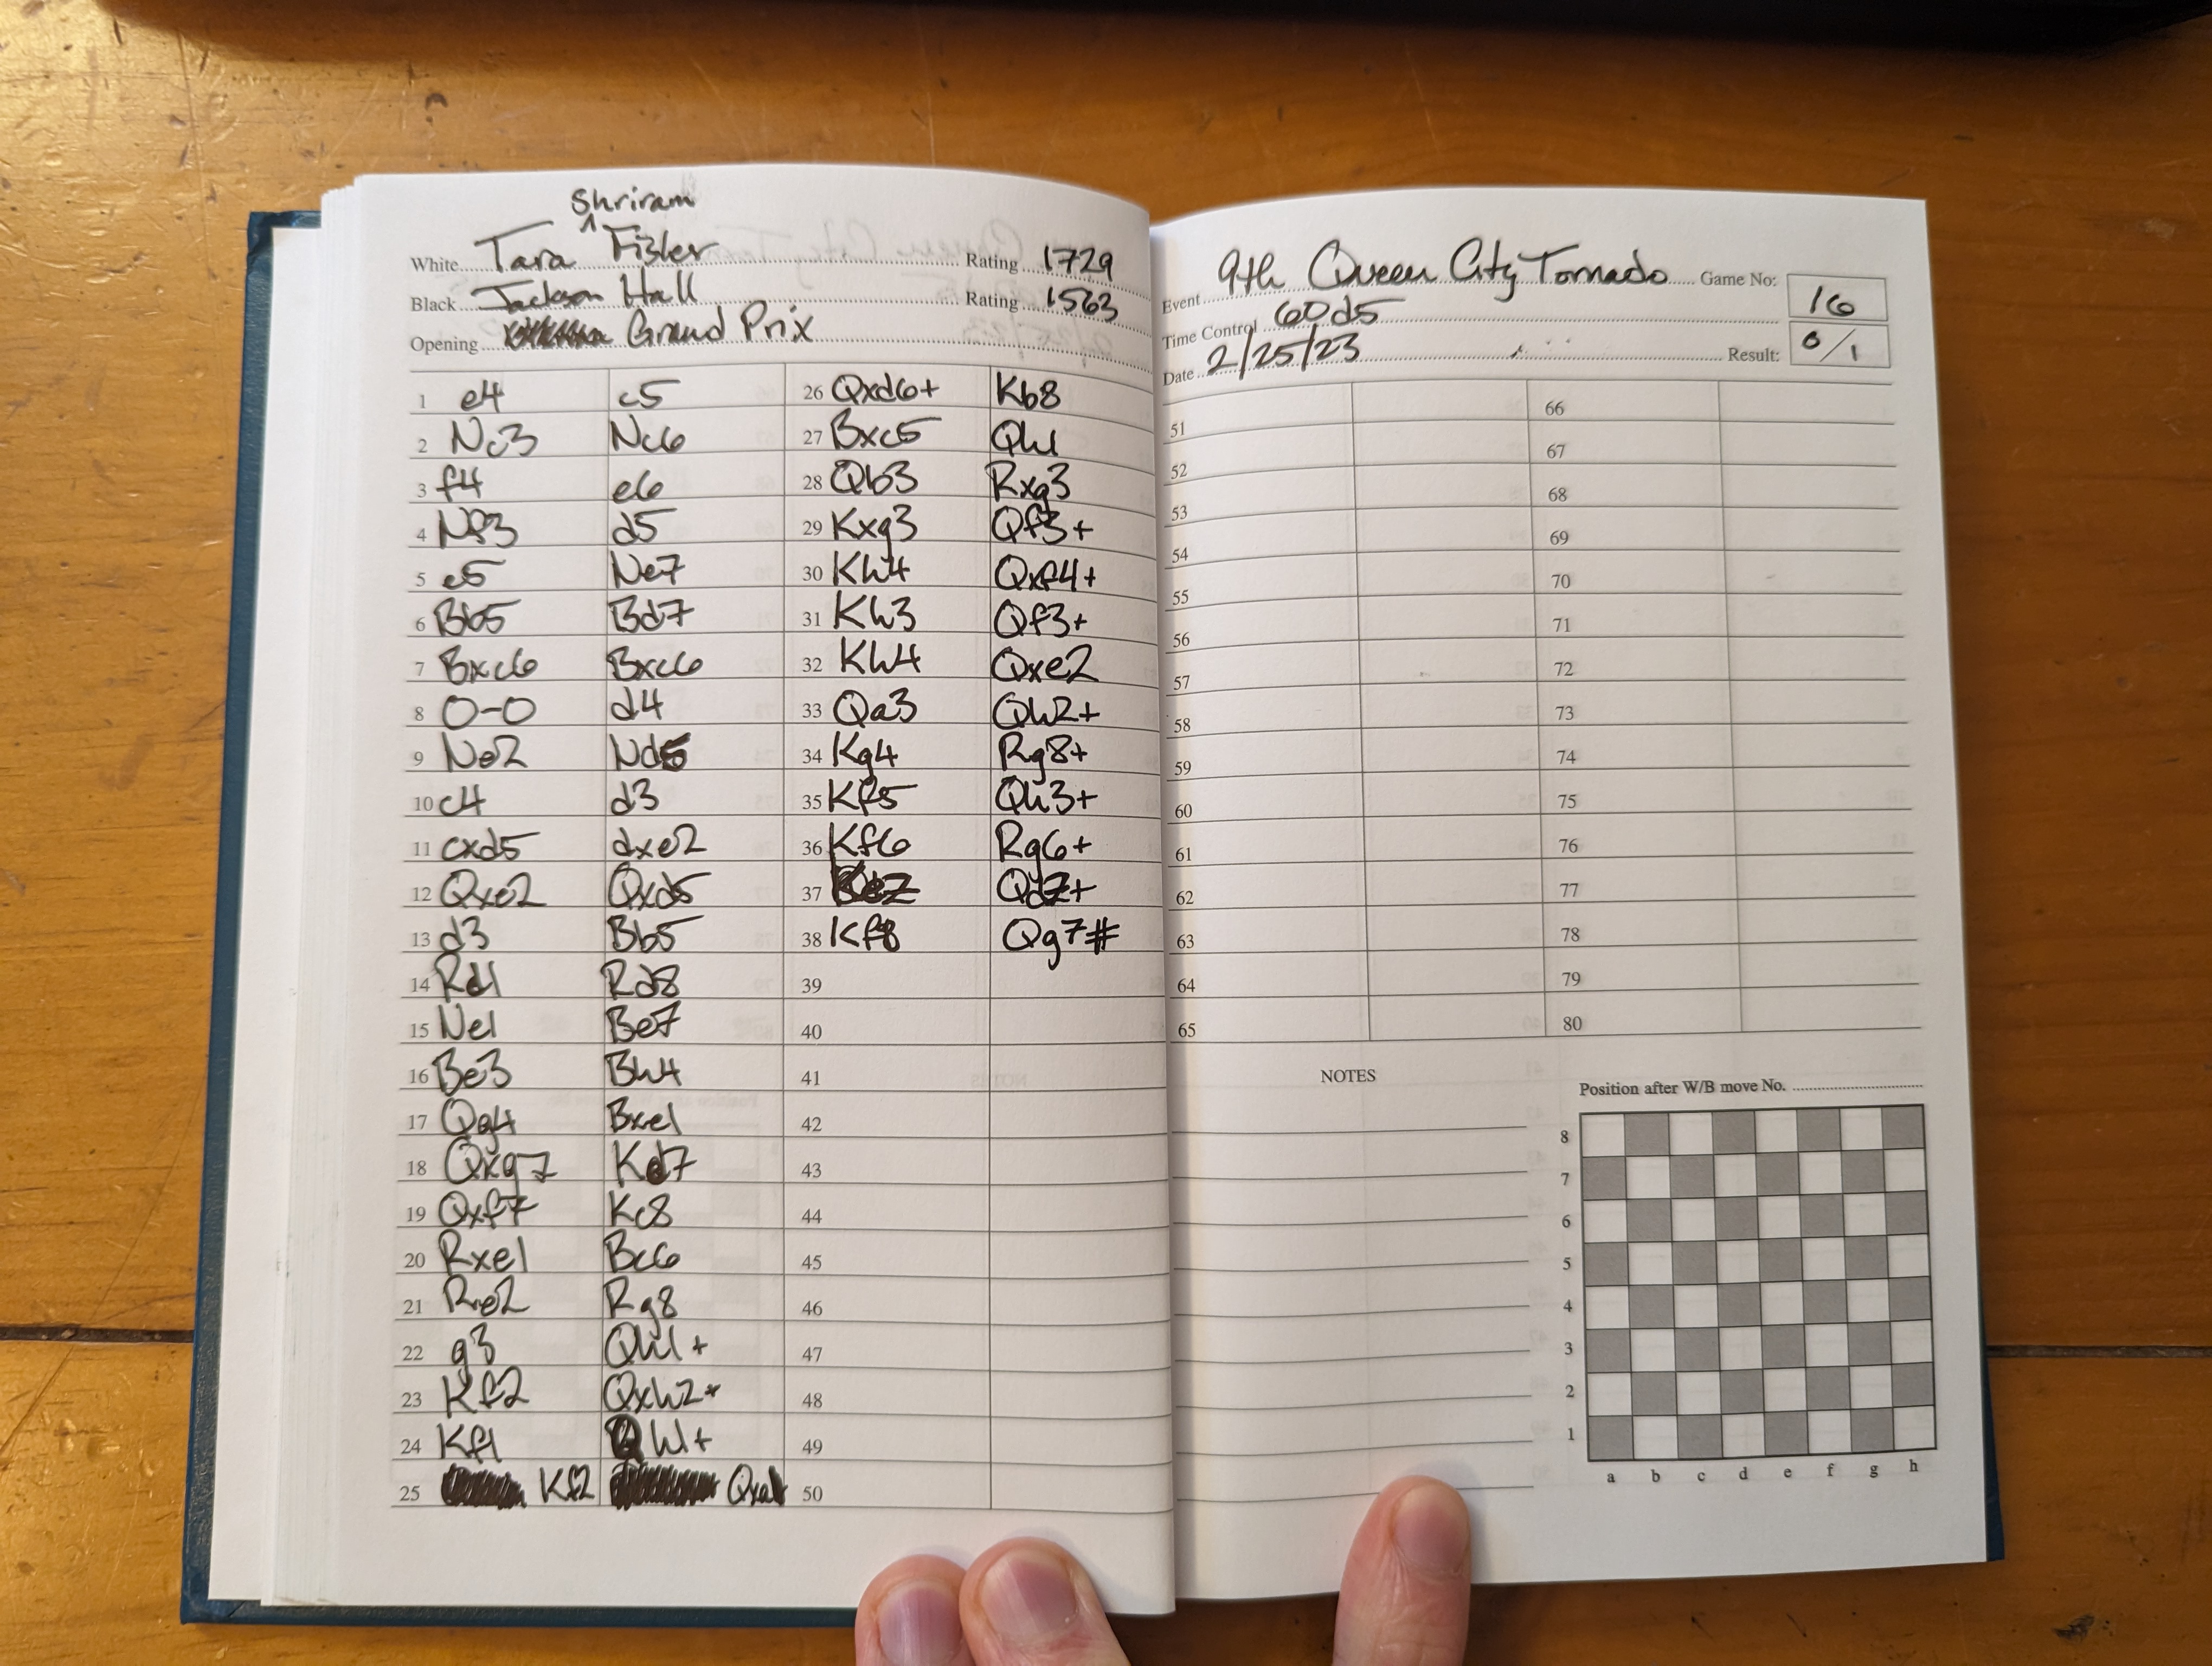 Shriram
White Tara ^ Fisler Rating 1729
Black Jackson Hall Rating 1563
Opening Grand Prix
1 e4 c5
2 Nc3 Nc6
3 f4 e6
4 Nf3 d5
5 e5 Ne7
6 Bb5 Bd7
7 Bxc6 Bxc6
8 O-O d4
9 Ne2 Nd5
10 c4 d3
11 cxd5 dxe2
12 Qxe2 Qxd5
13 d3 Bb5
14 Rd1 Rd8
15 Ne1 Be7
16 Be3 Bh4
17 Qg4 Bxe1
18 Qxg7 Kd7
19 Qxf7 Kc8
20 Rxe1 Bc6
21 Re2 Rg8
22 g3 Qh1+
23 Kf2 Qxh2+
24 Kf1 Qh1+
25 Kf2 Qxa1
26 Qxd6+ Kb8
27 Bxc5 Qh1
28 Qb3 Rxg3
29 Kxg3 Qf3+
30 Kh4 Qxf4+
31 Kh3 Qf3+
32 Kh4 Qxe2
33 Qa3 Qh2+
34 Kg4 Rg8+
35 Kf5 Qh3+
36 Kf6 Rg6+
37 Ke7 Qd7+
38 Kf8 Qg7#
39
40
41
42
43
44
45
46
47
48
49
50
Event 9th Queen City Tornado Game No: 16
Time Control 60d5
Date 2/25/23 Result: 0/1
51 66
52 67
53 68
54 69
55 70
56 71
57 72
58 73
59 74
60 75
61 76
62 77
63 78
64 79
65 80
NOTES
Position after W/B move No.
8
7
6
5
4
3
2
1
a b c d e f g h